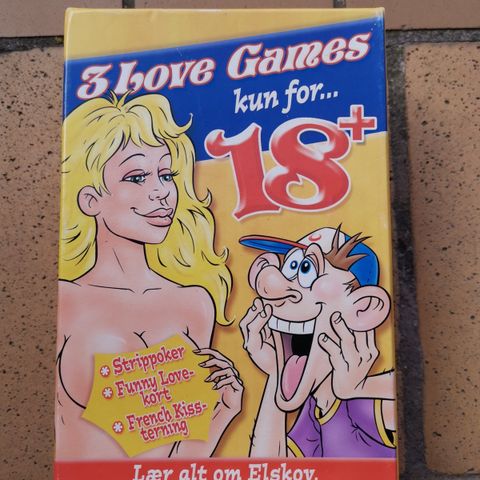 3 Love Games
kun for...
18+
* Strippoker
* Funny Love-
kort
* French Kiss-
terning
Lær alt om Elskov.